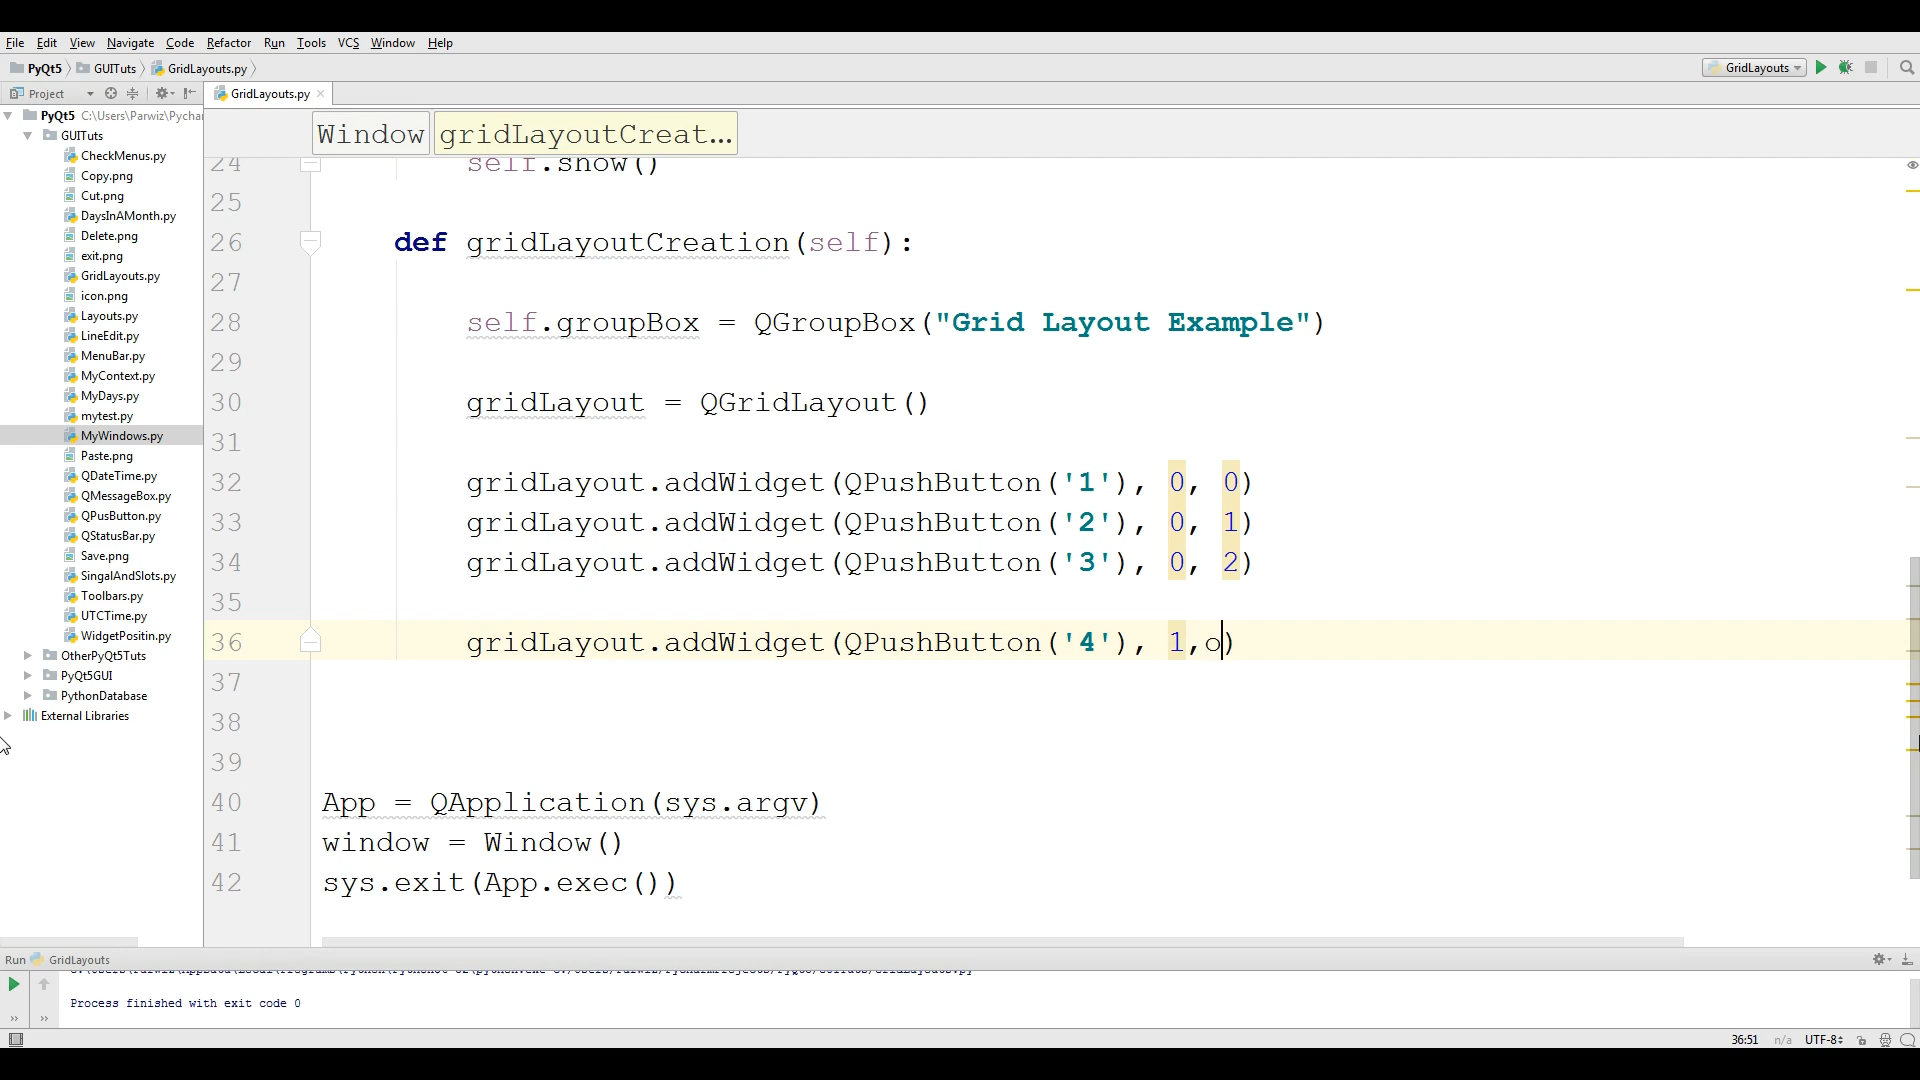 File Edit View Navigate Code Refactor Run Tools VCS Window Help
PyQt5 GUITuts GridLayouts.py GridLayouts
Project GridLayouts.py
PyQt5 C:\Users\Parwiz\Pychar
GUITuts
CheckMenus.py
Copy.png
Cut.png
DaysInAMonth.py
Delete.png
exit.png
GridLayouts.py
icon.png
Layouts.py
LineEdit.py
MenuBar.py
MyContext.py
MyDays.py
mytest.py
MyWindows.py
Paste.png
QDateTime.py
QMessageBox.py
QPusButton.py
QStatusBar.py
Save.png
SingalAndSlots.py
Toolbars.py
UTCTime.py
WidgetPositin.py
OtherPyQt5Tuts
PyQt5GUI
PythonDatabase
External Libraries
Window gridLayoutCreat...
24 self.show()
25
26 def gridLayoutCreation(self):
27
28 self.groupBox = QGroupBox("Grid Layout Example")
29
30 gridLayout = QGridLayout()
31
32 gridLayout.addWidget(QPushButton('1'), 0, 0)
33 gridLayout.addWidget(QPushButton('2'), 0, 1)
34 gridLayout.addWidget(QPushButton('3'), 0, 2)
35
36 gridLayout.addWidget(QPushButton('4'), 1,o)
37
38
39
40 App = QApplication(sys.argv)
41 window = Window()
42 sys.exit(App.exec())
Run GridLayouts
Process finished with exit code 0
36:51 n/a UTF-8